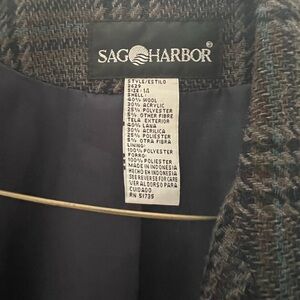 SAG HARBOR®
STYLE/ESTILO
2429
SIZE: 14
SHELL:
40% WOOL
30% ACRYLIC
25% POLYESTER
5% OTHER FIBRE
TELA EXTERIOR
40% LANA
30% ACRILICA
25% POLIESTER
5% OTRA FIBRA
LINING:
100% POLYESTER
FORRO:
100% POLIESTER
MADE IN INDONESIA
HECHO EN INDONESIA
SEE REVERSE FOR CARE
VER AL DORSO PARA
CUIDADO
RN 51735